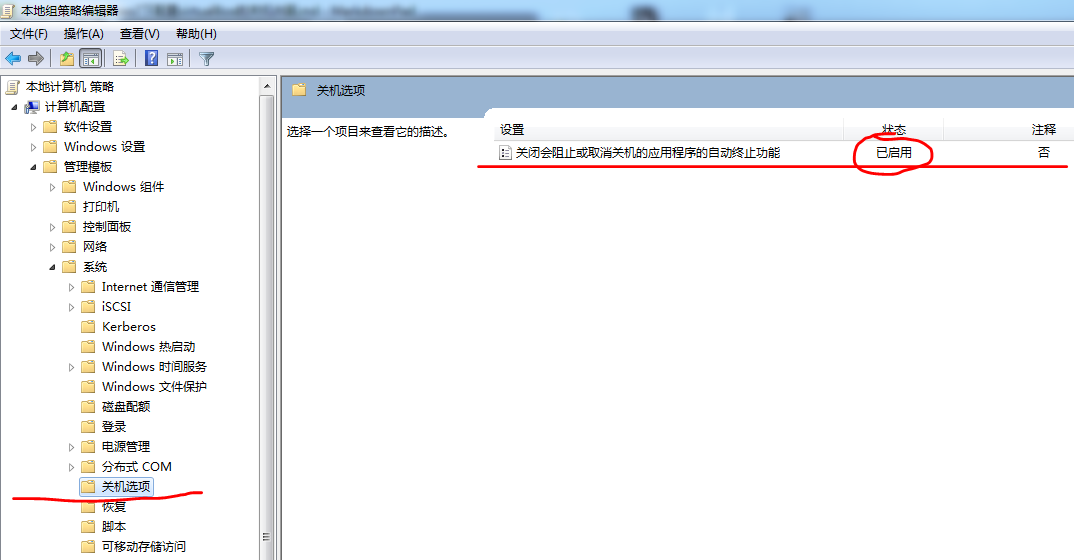 本地组策略编辑器
文件(F) 操作(A) 查看(V) 帮助(H)
本地计算机 策略
计算机配置
软件设置
Windows 设置
管理模板
Windows 组件
打印机
控制面板
网络
系统
Internet 通信管理
iSCSI
Kerberos
Windows 热启动
Windows 时间服务
Windows 文件保护
磁盘配额
登录
电源管理
分布式 COM
关机选项
恢复
脚本
可移动存储访问
关机选项
选择一个项目来查看它的描述。
设置 状态 注释
关闭会阻止或取消关机的应用程序的自动终止功能 已启用 否